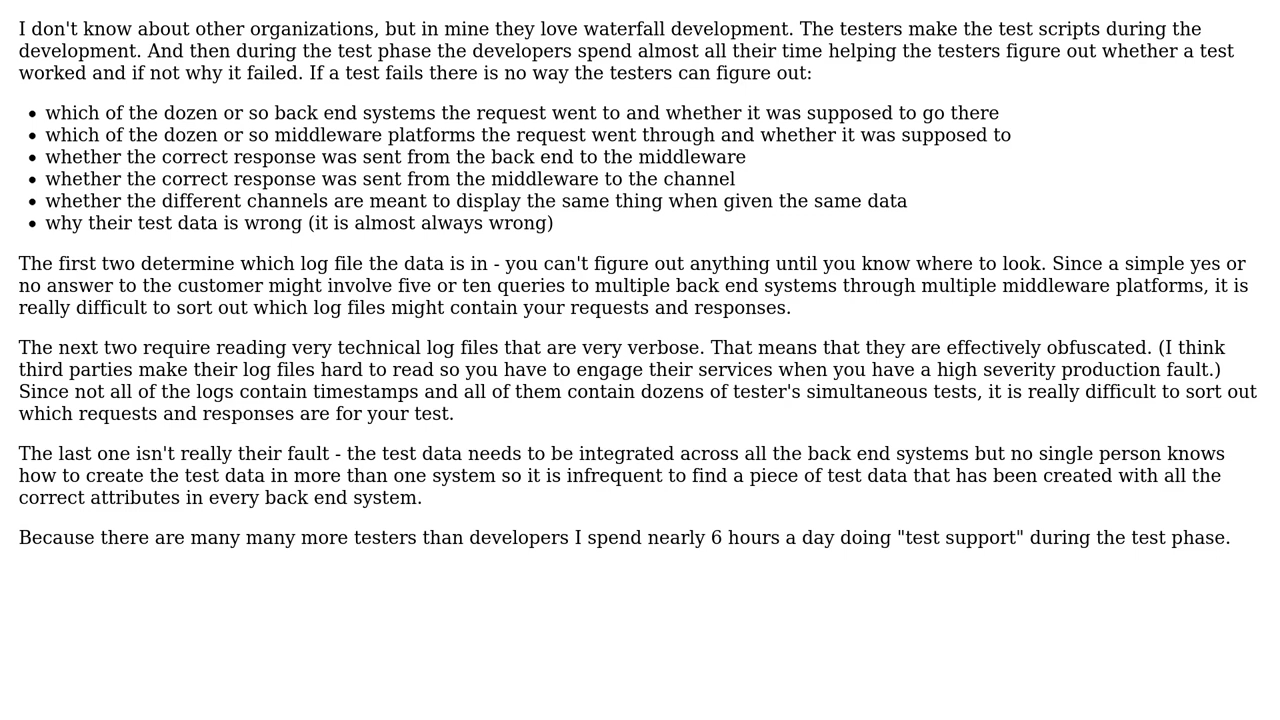 I don't know about other organizations, but in mine they love waterfall development. The testers make the test scripts during the
development. And then during the test phase the developers spend almost all their time helping the testers figure out whether a test
worked and if not why it failed. If a test fails there is no way the testers can figure out:
• which of the dozen or so back end systems the request went to and whether it was supposed to go there
• which of the dozen or so middleware platforms the request went through and whether it was supposed to
• whether the correct response was sent from the back end to the middleware
• whether the correct response was sent from the middleware to the channel
• whether the different channels are meant to display the same thing when given the same data
• why their test data is wrong (it is almost always wrong)
The first two determine which log file the data is in - you can't figure out anything until you know where to look. Since a simple yes or
no answer to the customer might involve five or ten queries to multiple back end systems through multiple middleware platforms, it is
really difficult to sort out which log files might contain your requests and responses.
The next two require reading very technical log files that are very verbose. That means that they are effectively obfuscated. (I think
third parties make their log files hard to read so you have to engage their services when you have a high severity production fault.)
Since not all of the logs contain timestamps and all of them contain dozens of tester's simultaneous tests, it is really difficult to sort out
which requests and responses are for your test.
The last one isn't really their fault - the test data needs to be integrated across all the back end systems but no single person knows
how to create the test data in more than one system so it is infrequent to find a piece of test data that has been created with all the
correct attributes in every back end system.
Because there are many many more testers than developers I spend nearly 6 hours a day doing "test support" during the test phase.